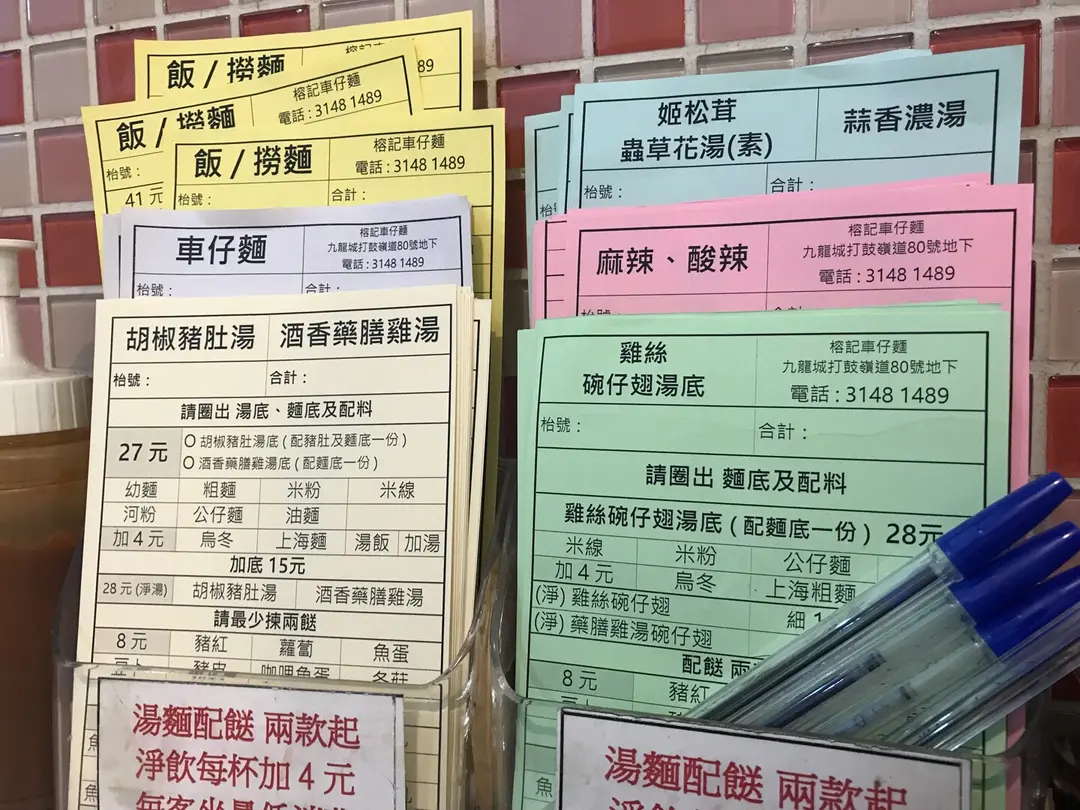 飯 / 撈麵
榕記車仔麵
89
飯 / 撈麵
榕記車仔麵
電話 : 3148 1489
枱號 :
41 元
飯 / 撈麵
榕記車仔麵
電話 : 3148 1489
枱號 :
合計 :
車仔麵
榕記車仔麵
九龍城打鼓嶺道80號地下
電話 : 3148 1489
枱號 :
合計 :
胡椒豬肚湯
酒香藥膳雞湯
枱號 :
合計 :
請圈出 湯底、麵底及配料
27 元
O 胡椒豬肚湯底 ( 配豬肚及麵底一份 )
O 酒香藥膳雞湯底 ( 配麵底一份 )
幼麵 粗麵 米粉 米線
河粉 公仔麵 油麵
加 4 元 烏冬 上海麵 湯飯 加湯
加底 15元
28 元 (淨湯) 胡椒豬肚湯 酒香藥膳雞湯
請最少揀兩餸
8 元 豬紅 蘿蔔 魚蛋
豬皮 咖哩魚蛋 冬菇
魚
魚
湯麵配餸 兩款起
淨飲每杯加 4 元
姬松茸
蟲草花湯(素)
蒜香濃湯
枱號 :
合計 :
麻辣、酸辣
榕記車仔麵
九龍城打鼓嶺道80號地下
電話 : 3148 1489
雞絲
碗仔翅湯底
榕記車仔麵
九龍城打鼓嶺道80號地下
電話 : 3148 1489
枱號 :
合計 :
請圈出 麵底及配料
雞絲碗仔翅湯底 ( 配麵底一份 ) 28元
米線 米粉 公仔麵
加 4 元 烏冬 上海粗麵
(淨) 雞絲碗仔翅 細
(淨) 藥膳雞湯碗仔翅
配餸 兩
8 元 豬紅
魚
湯麵配餸 兩款起